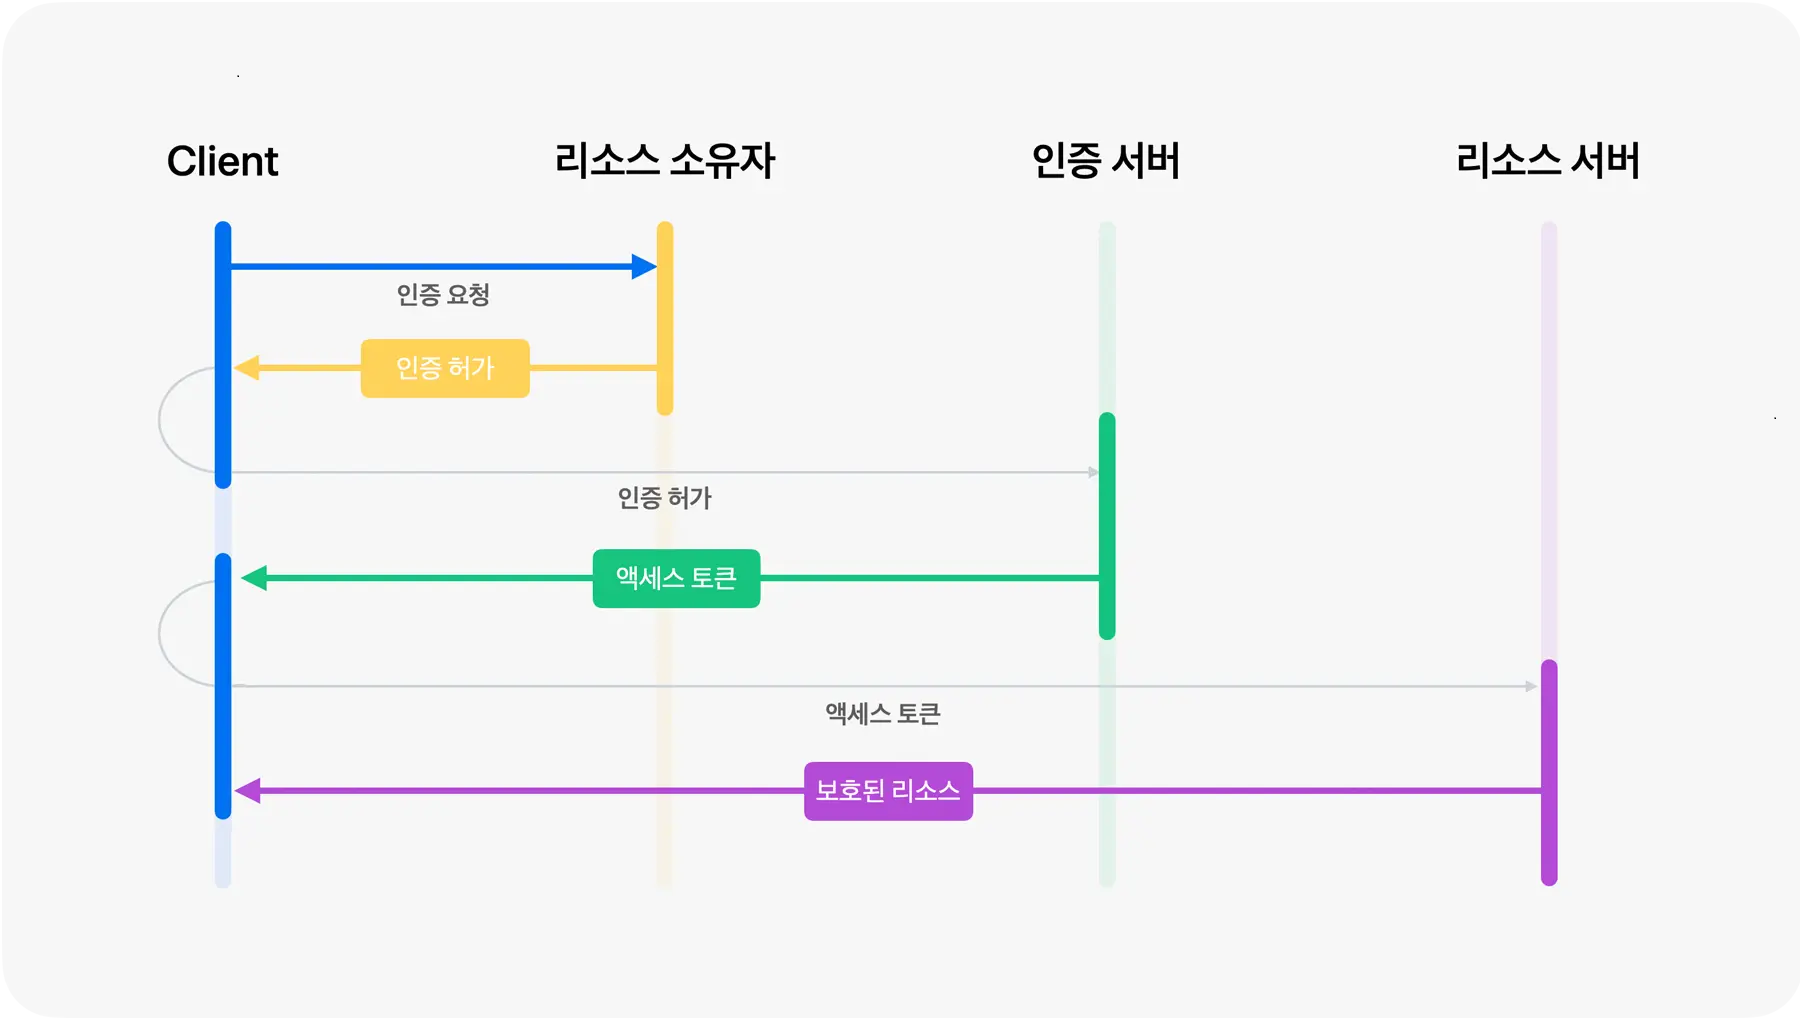 Client
리소스 소유자
인증 서버
리소스 서버
인증 요청
인증 허가
인증 허가
액세스 토큰
액세스 토큰
보호된 리소스